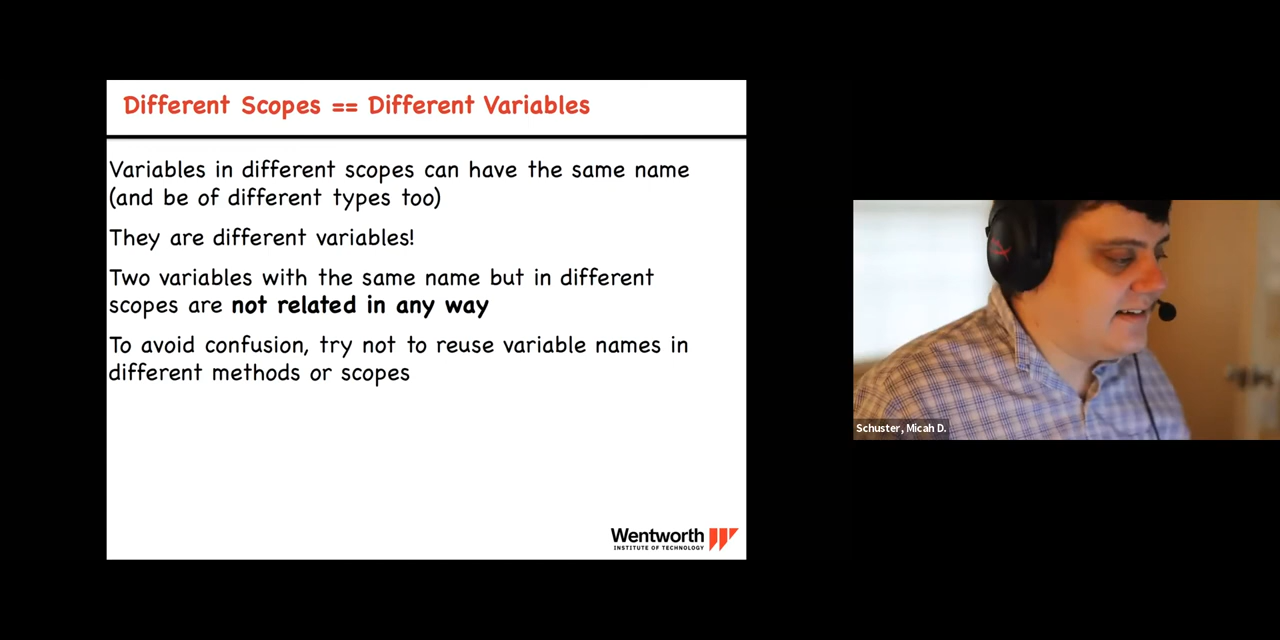 Different Scopes == Different Variables
Variables in different scopes can have the same name
(and be of different types too)
They are different variables!
Two variables with the same name but in different
scopes are not related in any way
To avoid confusion, try not to reuse variable names in
different methods or scopes
Wentworth
INSTITUTE OF TECHNOLOGY
Schuster, Micah D.